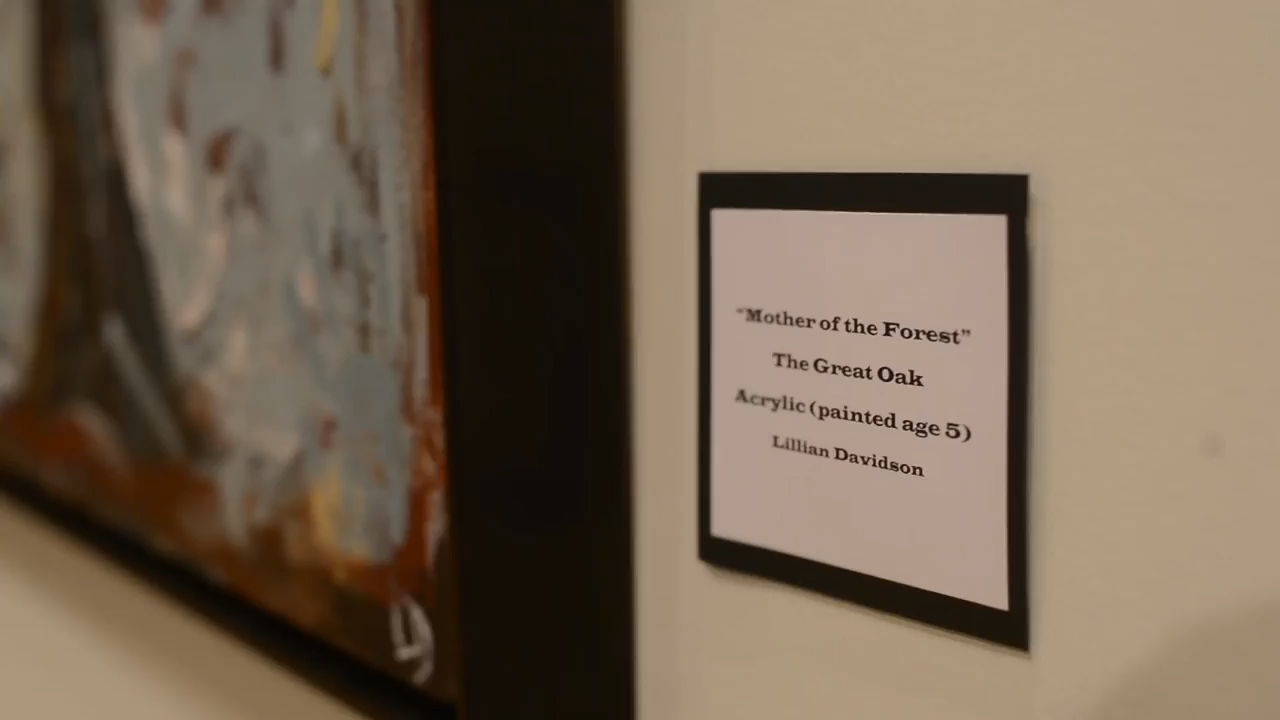 "Mother of the Forest"
The Great Oak
Acrylic (painted age 5)
Lillian Davidson